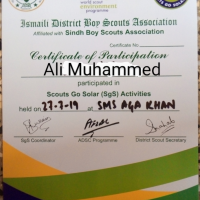 world scout
environment
programme
Ismaili District Boy Scouts Association
Affiliated with Sindh Boy Scouts Association
Certificate No.
Certificate of Participation
Ali Muhammed
participated in
Scouts Go Solar (SgS) Activities
held on 27-7-19 at SMS AGA KHAN
SgS Coordinator
ADSC Programme
District Scout Secretary